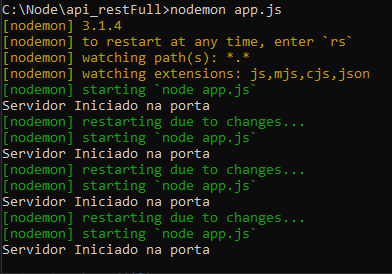 C:\Node\api_restFull>nodemon app.js
[nodemon] 3.1.4
[nodemon] to restart at any time, enter `rs`
[nodemon] watching path(s): *.*
[nodemon] watching extensions: js,mjs,cjs,json
[nodemon] starting `node app.js`
Servidor Iniciado na porta
[nodemon] restarting due to changes...
[nodemon] starting `node app.js`
Servidor Iniciado na porta
[nodemon] restarting due to changes...
[nodemon] starting `node app.js`
Servidor Iniciado na porta
[nodemon] restarting due to changes...
[nodemon] starting `node app.js`
Servidor Iniciado na porta